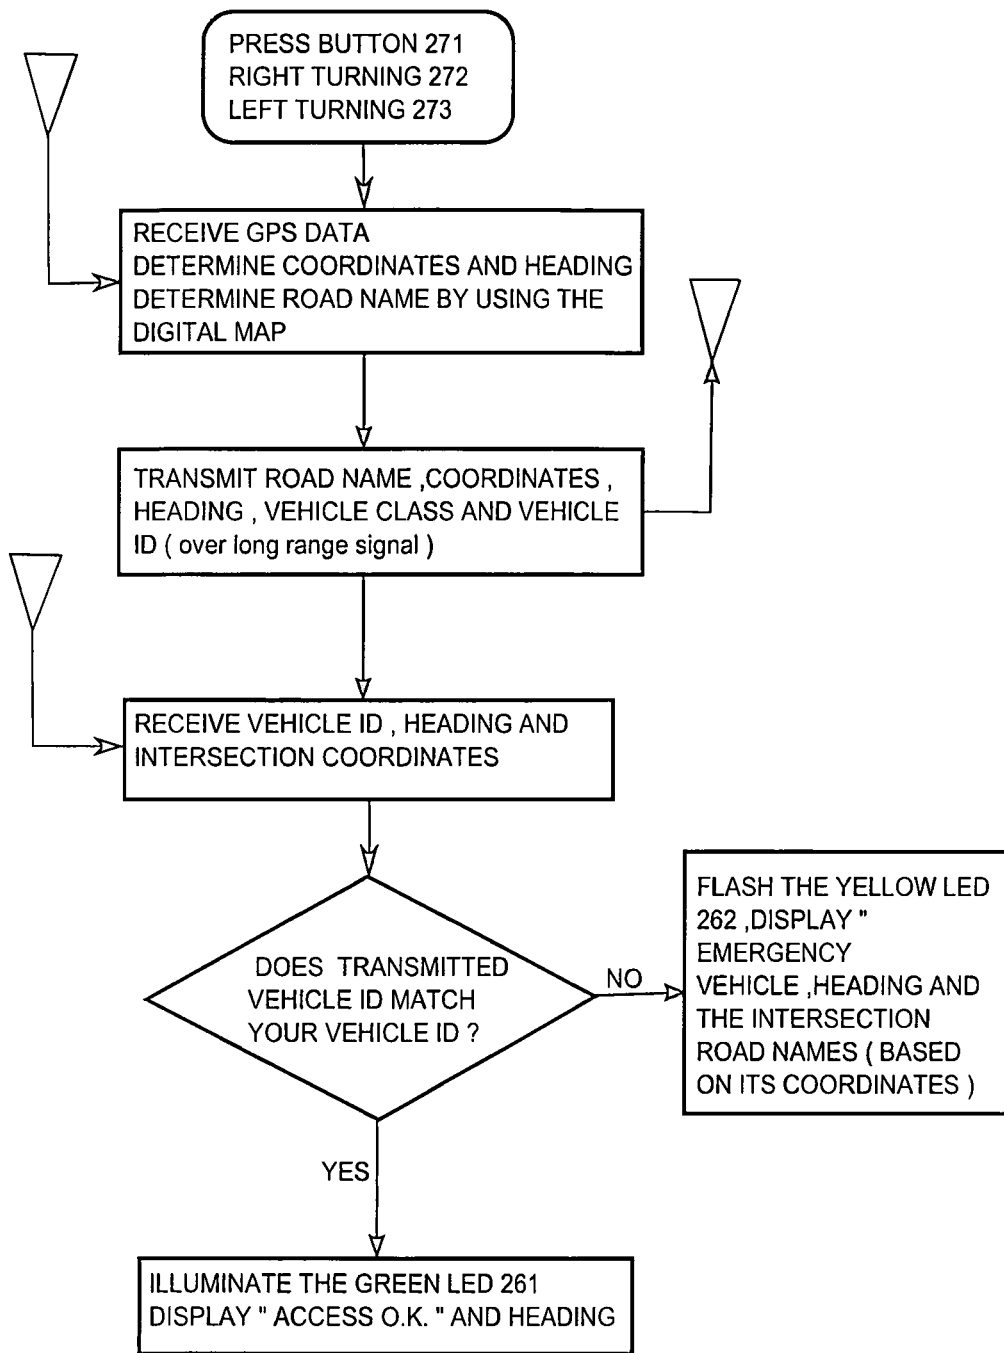 PRESS BUTTON 271
RIGHT TURNING 272
LEFT TURNING 273
RECEIVE GPS DATA
DETERMINE COORDINATES AND HEADING
DETERMINE ROAD NAME BY USING THE
DIGITAL MAP
TRANSMIT ROAD NAME ,COORDINATES ,
HEADING , VEHICLE CLASS AND VEHICLE
ID ( over long range signal )
RECEIVE VEHICLE ID , HEADING AND
INTERSECTION COORDINATES
DOES TRANSMITTED
VEHICLE ID MATCH
YOUR VEHICLE ID ?
NO
FLASH THE YELLOW LED
262 ,DISPLAY "
EMERGENCY
VEHICLE ,HEADING AND
THE INTERSECTION
ROAD NAMES ( BASED
ON ITS COORDINATES )
YES
ILLUMINATE THE GREEN LED 261
DISPLAY " ACCESS O.K. " AND HEADING